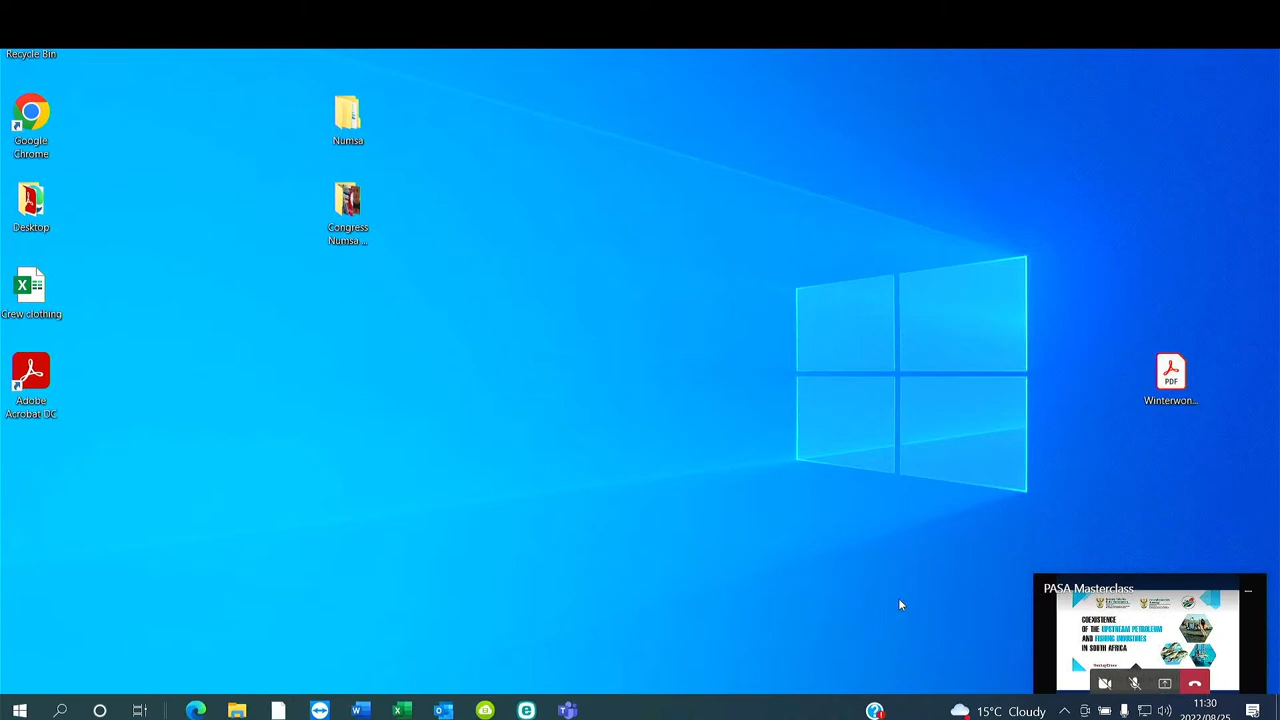 Recycle Bin
Google
Chrome
Numsa
Desktop
Congress
Numsa ...
Crew clothing
Adobe
Acrobat DC
PDF
Winterwon...
PASA Masterclass
COEXISTENCE
OF THE UPSTREAM PETROLEUM
AND FISHING INDUSTRIES
IN SOUTH AFRICA
15°C Cloudy
11:30
2022/08/25